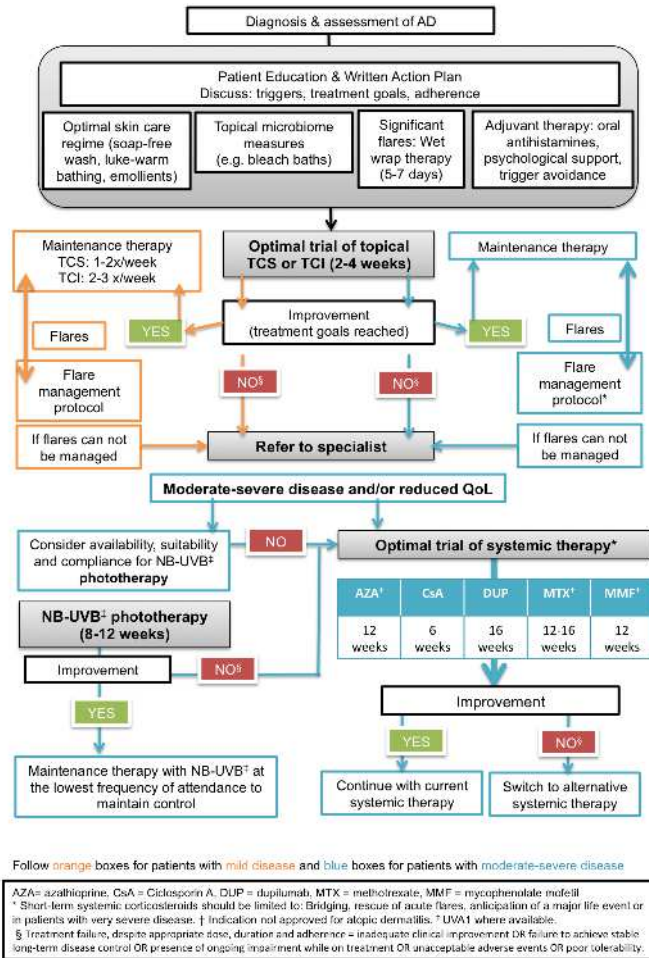 Diagnosis & assessment of AD
Patient Education & Written Action Plan
Discuss: triggers, treatment goals, adherence
Optimal skin care
regime (soap-free
wash, luke-warm
bathing, emollients)
Topical microbiome
measures
(e.g. bleach baths)
Significant
flares: Wet
wrap therapy
(5-7 days)
Adjuvant therapy: oral
antihistamines,
psychological support,
trigger avoidance
Maintenance therapy
TCS: 1-2x/week
TCI: 2-3 x/week
Optimal trial of topical
TCS or TCI (2-4 weeks)
Maintenance therapy
YES
Improvement
(treatment goals reached)
YES
Flares
Flares
NO§
NO§
Flare
management
protocol
Flare
management
protocol*
If flares can not
be managed
Refer to specialist
If flares can not
be managed
Moderate-severe disease and/or reduced QoL
Consider availability, suitability
and compliance for NB-UVB‡
phototherapy
NO
Optimal trial of systemic therapy*
AZA† CsA DUP MTX† MMF†
12 weeks 6 weeks 16 weeks 12-16 weeks 12 weeks
NB-UVB‡ phototherapy
(8-12 weeks)
Improvement
NO§
YES
Improvement
YES
NO§
Maintenance therapy with NB-UVB‡ at
the lowest frequency of attendance to
maintain control
Continue with current
systemic therapy
Switch to alternative
systemic therapy
Follow orange boxes for patients with mild disease and blue boxes for patients with moderate-severe disease
AZA= azathioprine, CsA = Ciclosporin A, DUP = dupilumab, MTX = methotrexate, MMF = mycophenolate mofetil
* Short-term systemic corticosteroids should be limited to: Bridging, rescue of acute flares, anticipation of a major life event or
in patients with very severe disease. † Indication not approved for atopic dermatitis. ‡ UVA1 where available.
§ Treatment failure, despite appropriate dose, duration and adherence = inadequate clinical improvement OR failure to achieve stable
long-term disease control OR presence of ongoing impairment while on treatment OR unacceptable adverse events OR poor tolerability.